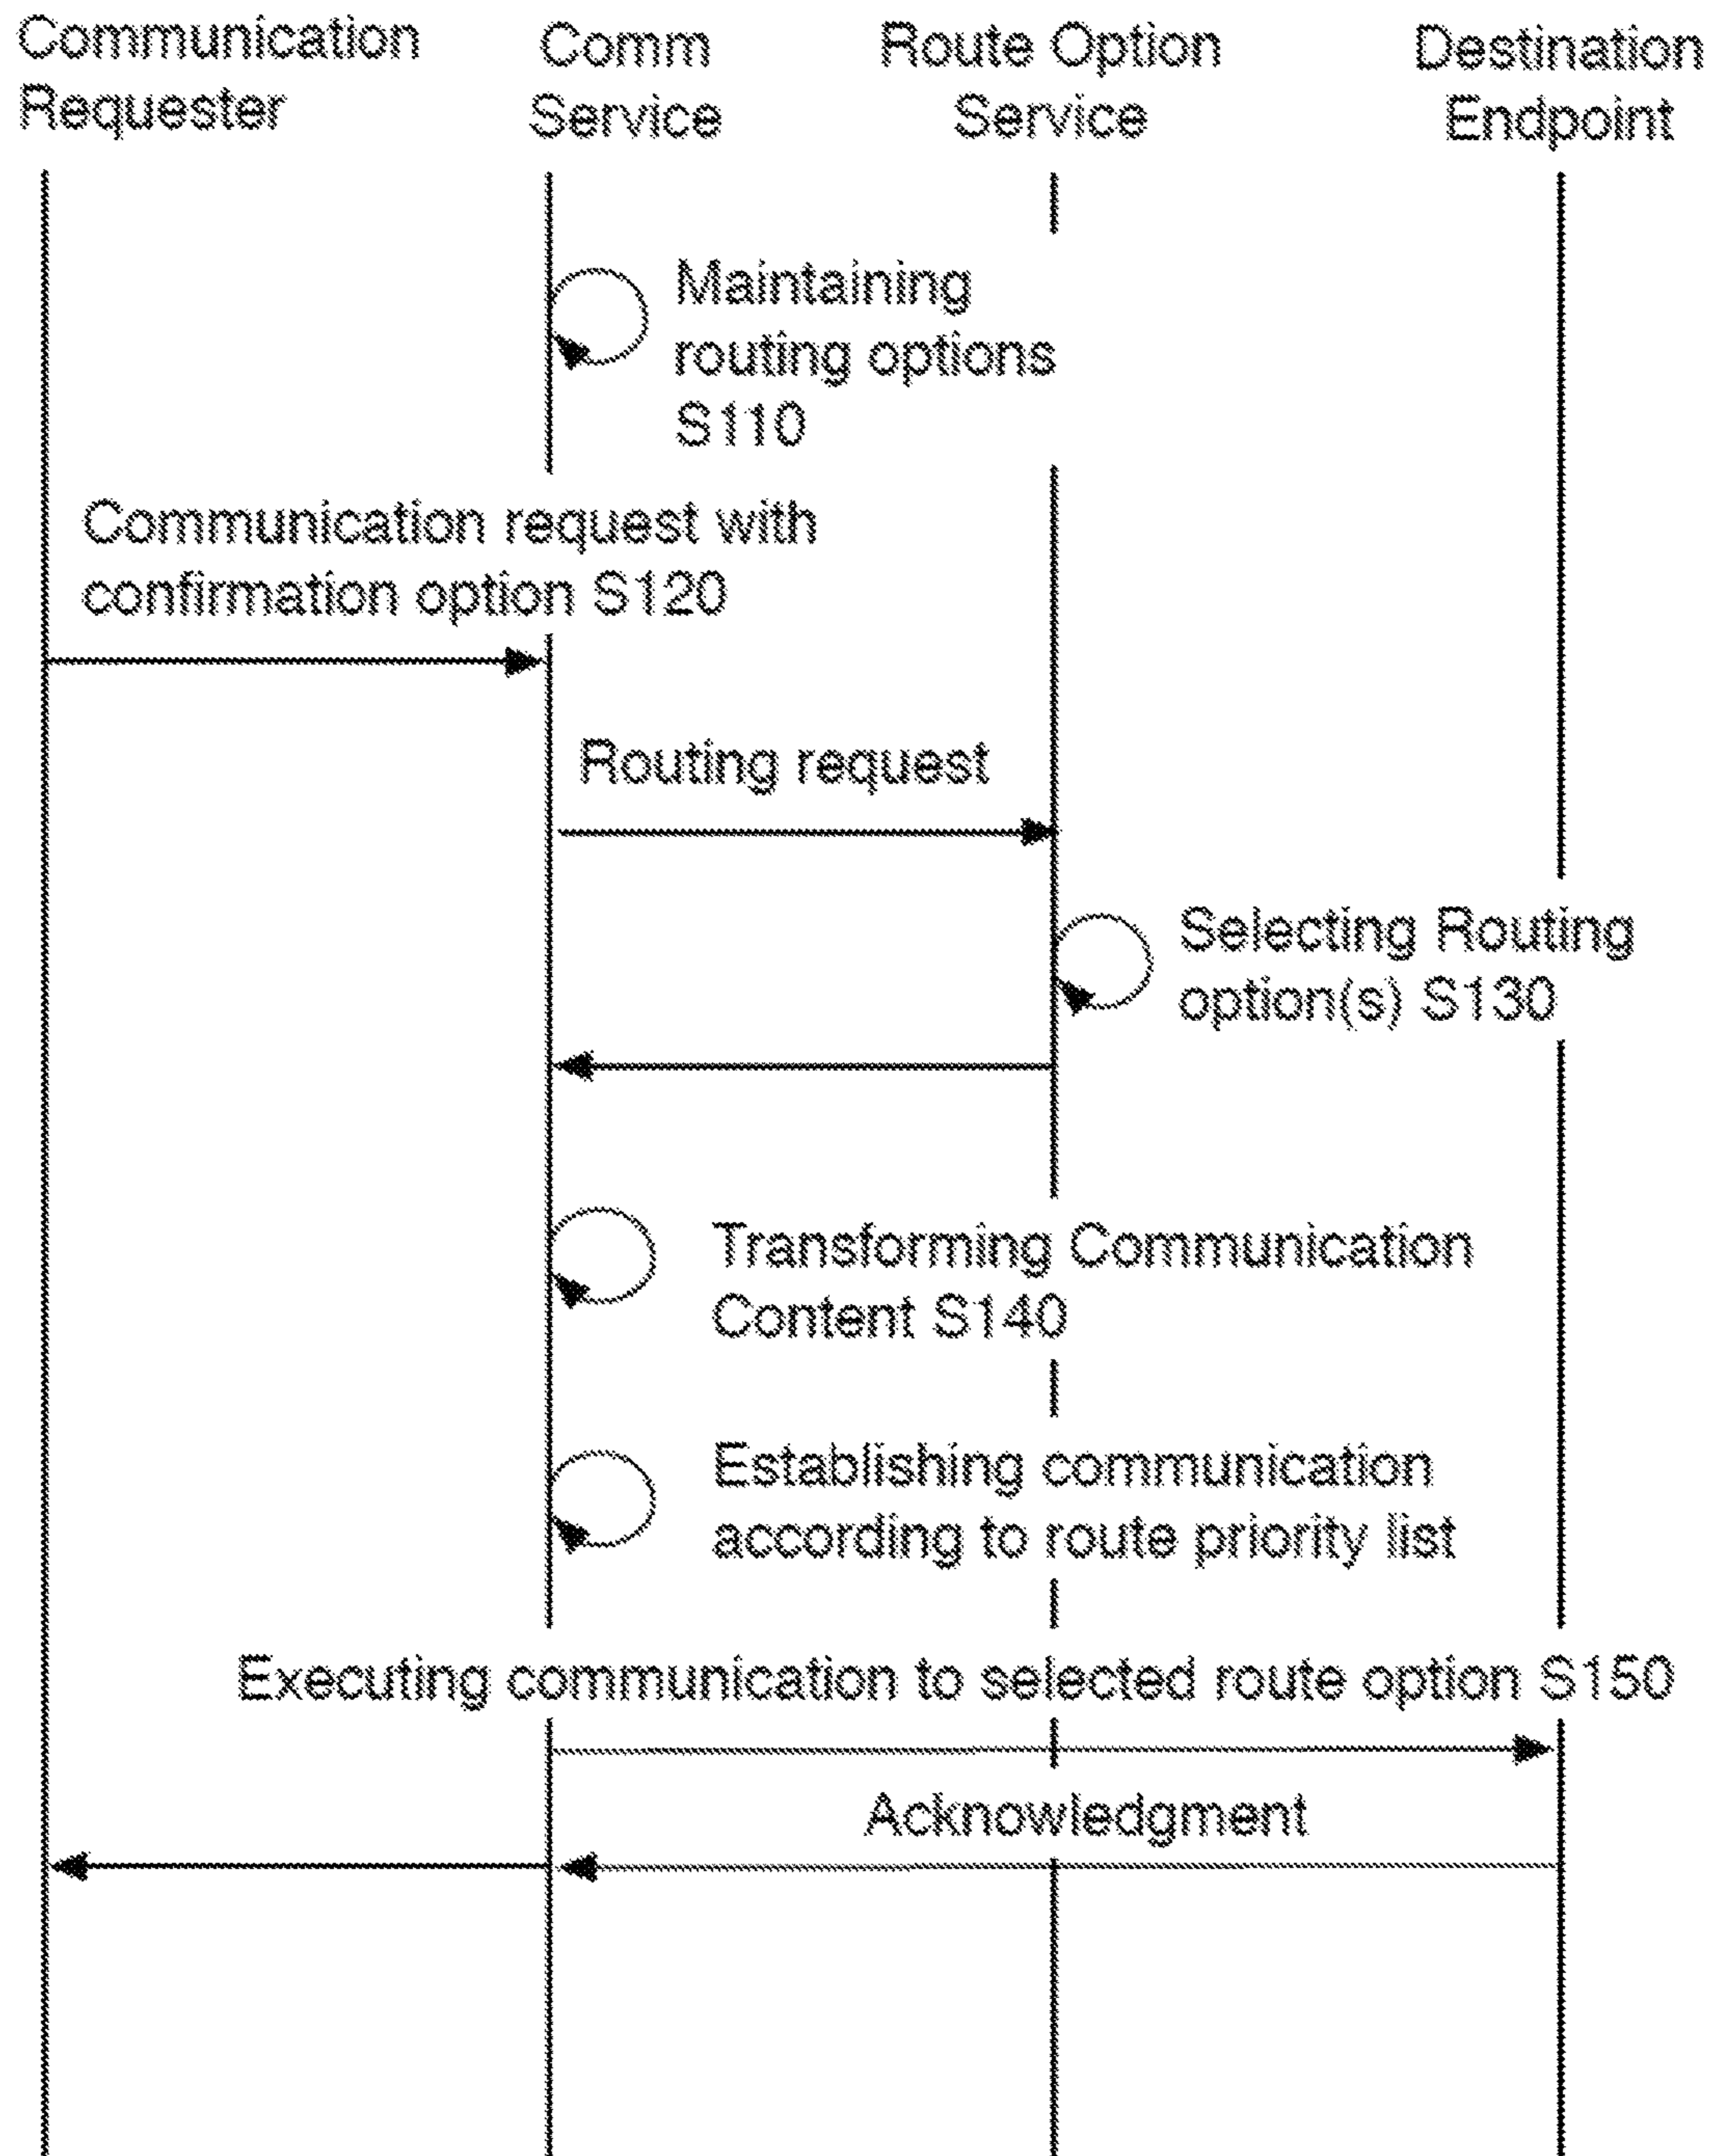 Communication
Requester
Comm
Service
Route Option
Service
Destination
Endpoint
Maintaining
routing options
S110
Communication request with
confirmation option S120
Routing request
Selecting Routing
option(s) S130
Transforming Communication
Content S140
Establishing communication
according to route priority list
Executing communication to selected route option S150
Acknowledgment